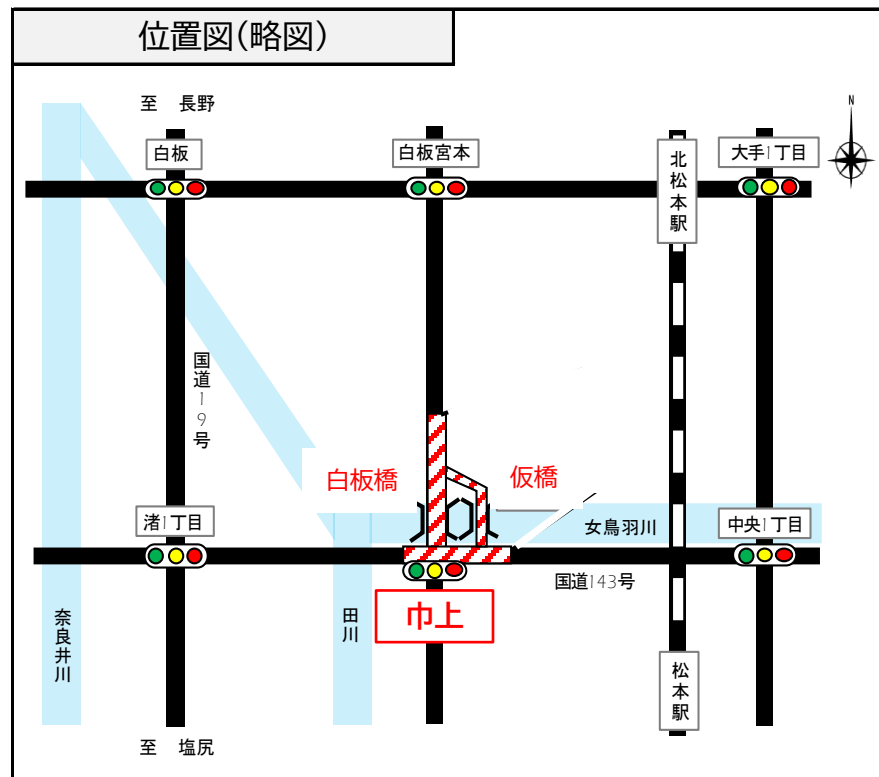 位置図(略図)
至 長野
N
白板
白板宮本
北松本駅
大手1丁目
国道19号
白板橋
仮橋
渚1丁目
女鳥羽川
中央1丁目
国道143号
巾上
奈良井川
田川
松本駅
至 塩尻